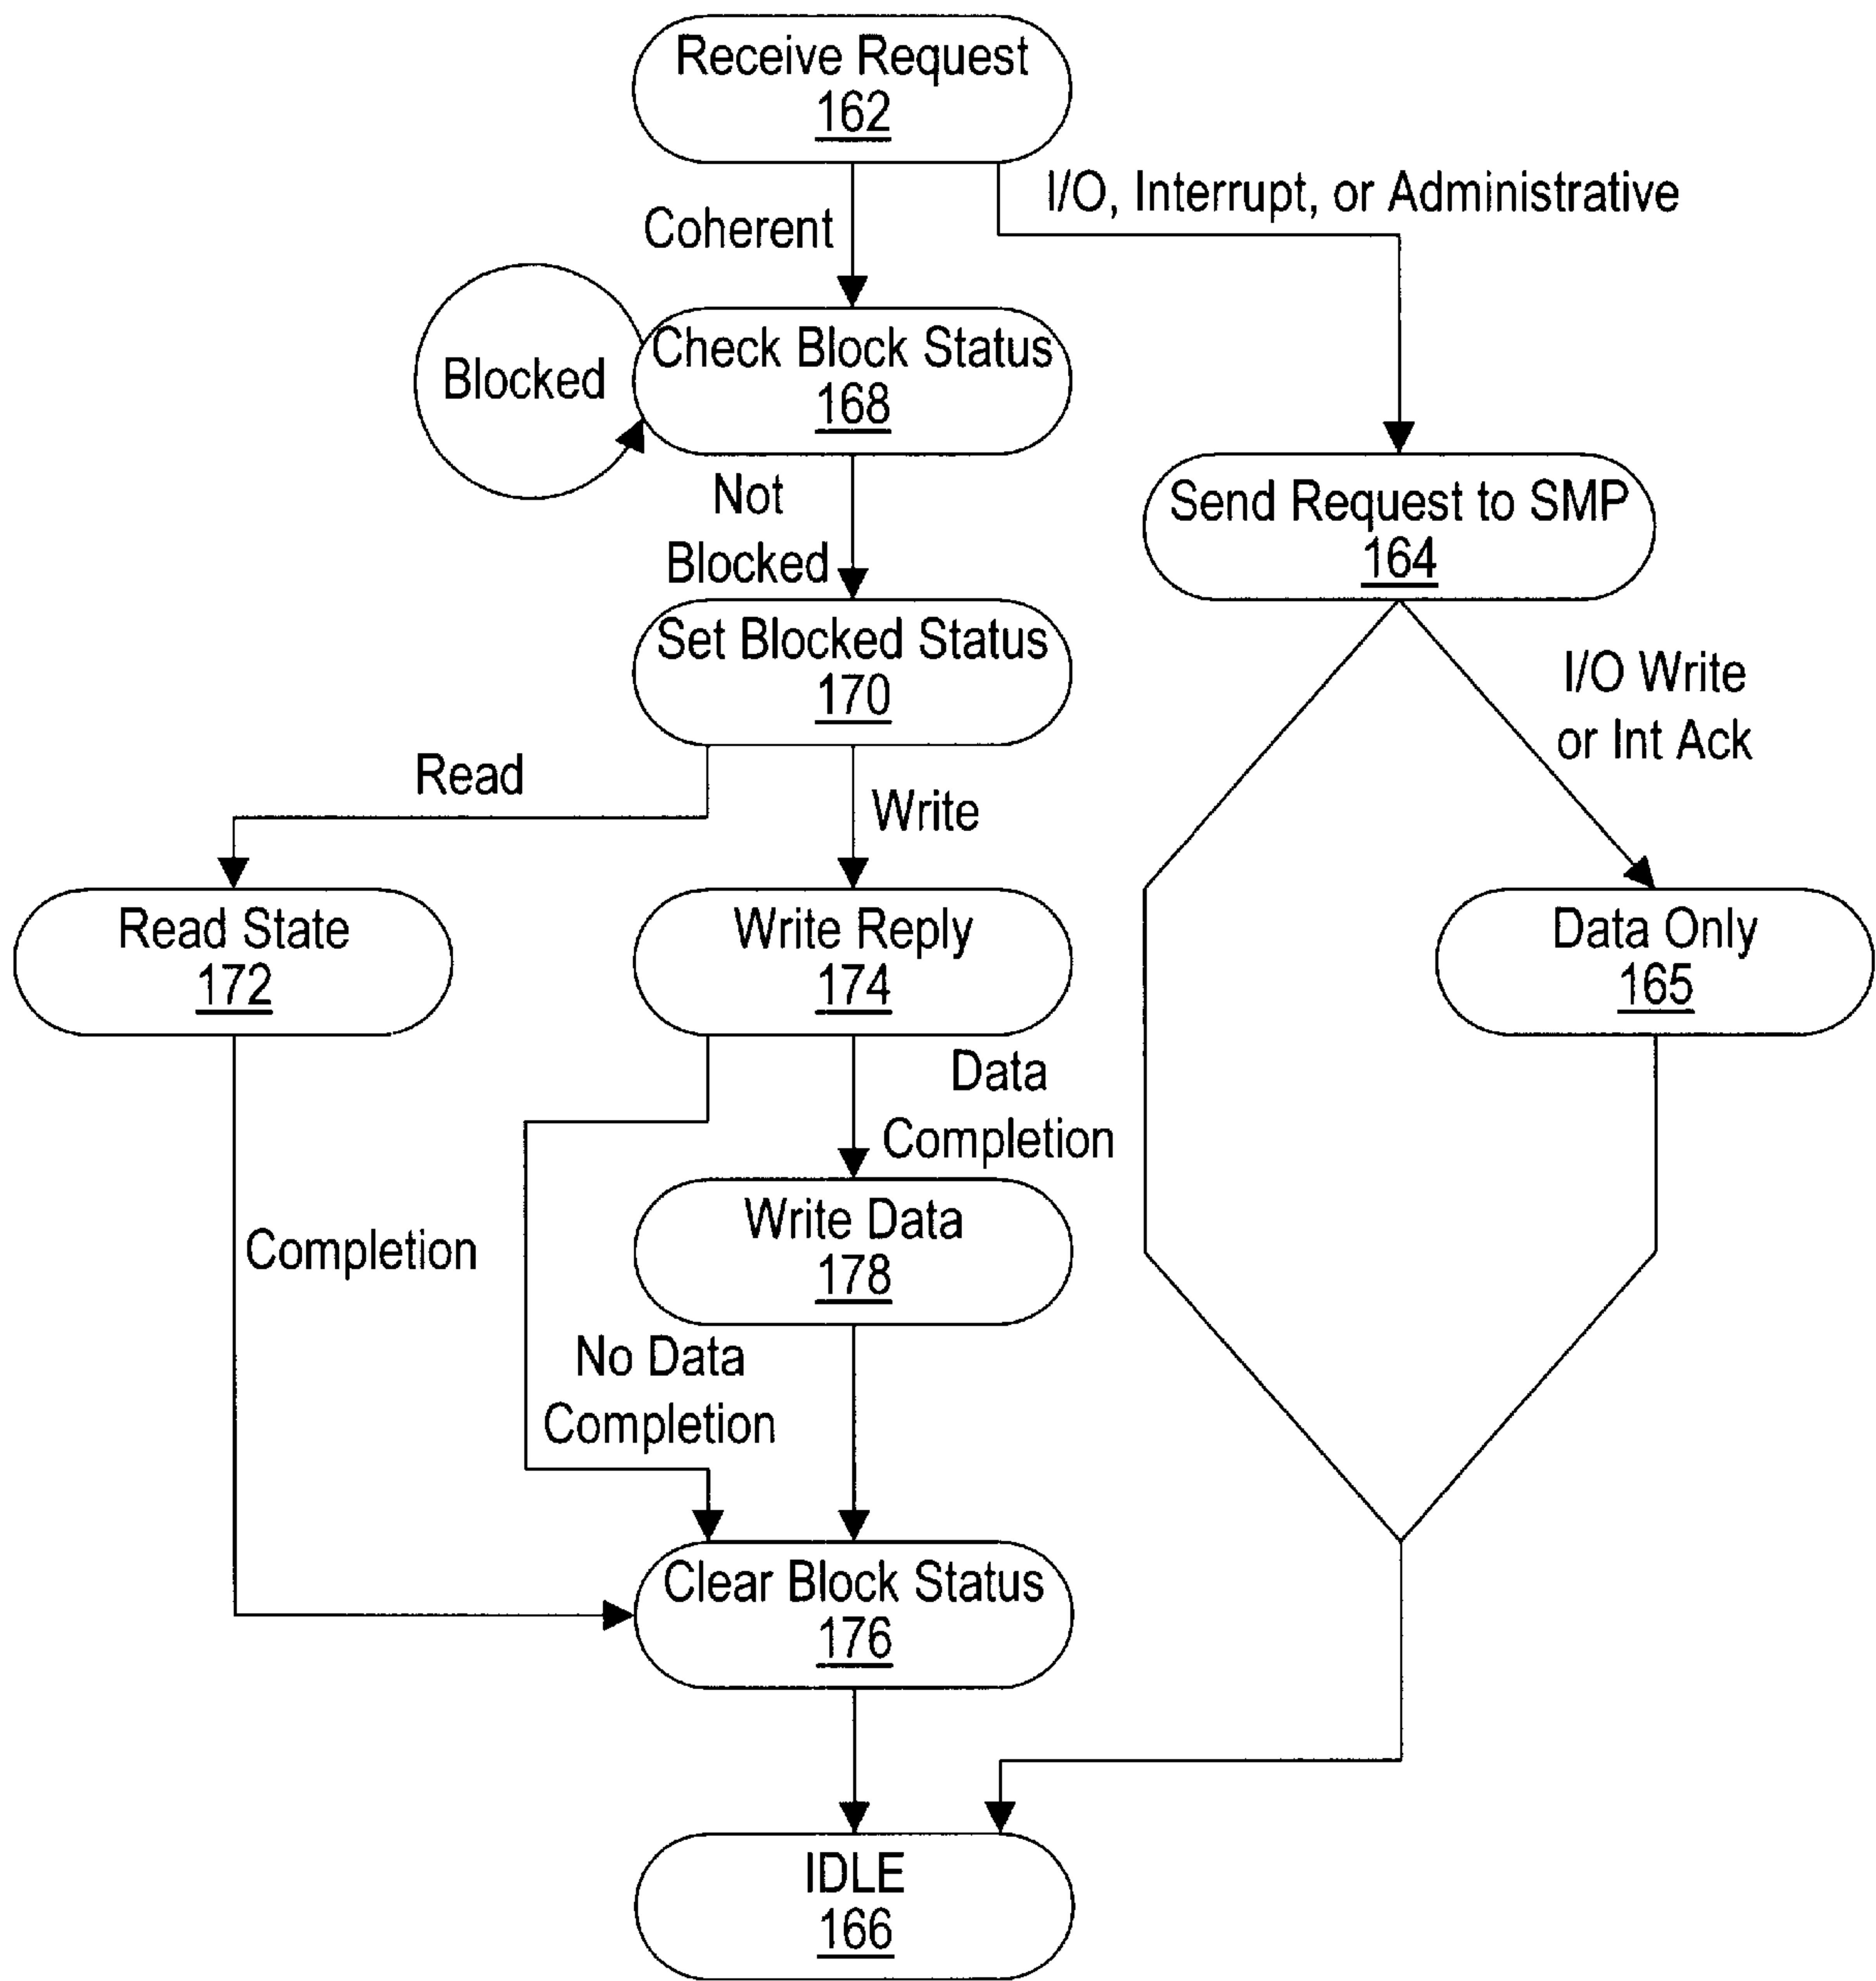 Receive Request
162
I/O, Interrupt, or Administrative
Coherent
Check Block Status
168
Blocked
Not
Blocked
Send Request to SMP
164
Set Blocked Status
170
I/O Write
or Int Ack
Read
Write
Read State
172
Write Reply
174
Data Only
165
Data
Completion
Write Data
178
Completion
No Data
Completion
Clear Block Status
176
IDLE
166